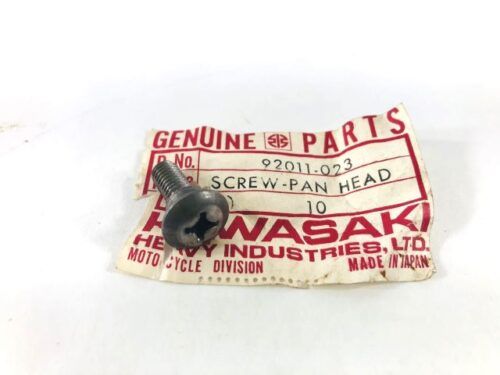 GENUINE PARTS
P. No. 92011-023
SCREW-PAN HEAD
10
KAWASAKI
HEAVY INDUSTRIES, LTD.
MOTO CYCLE DIVISION MADE IN JAPAN